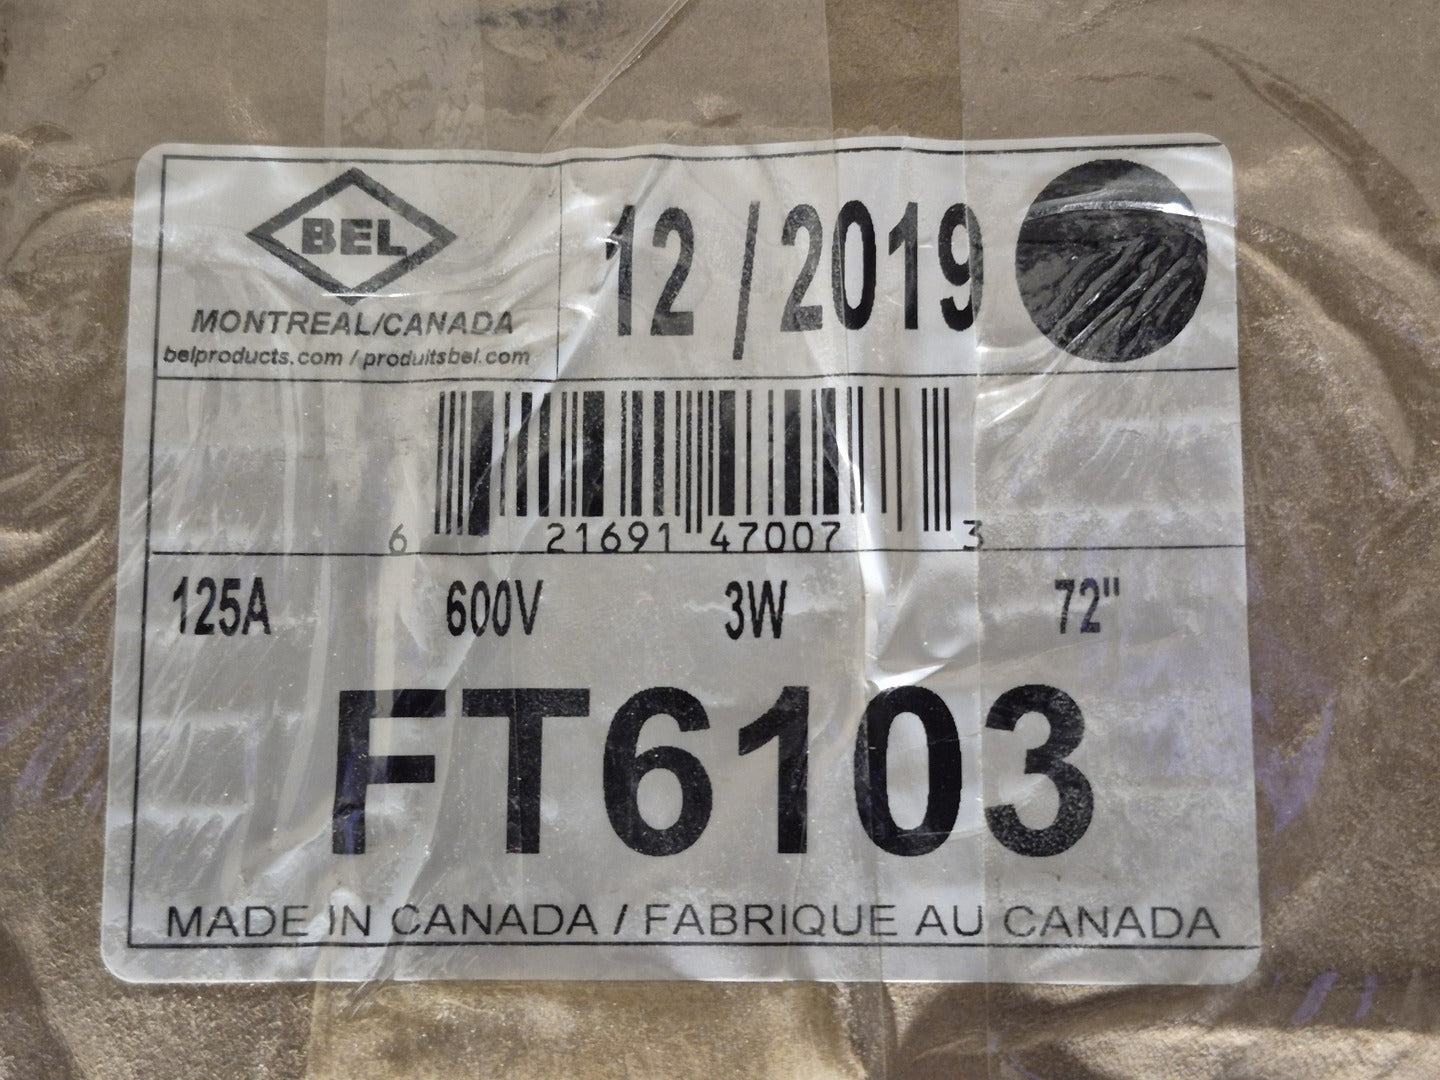 BEL
MONTREAL/CANADA
belproducts.com / produitsbel.com
12 / 2019
6 21691 47007 3
125A 600V 3W 72"
FT6103
MADE IN CANADA / FABRIQUE AU CANADA